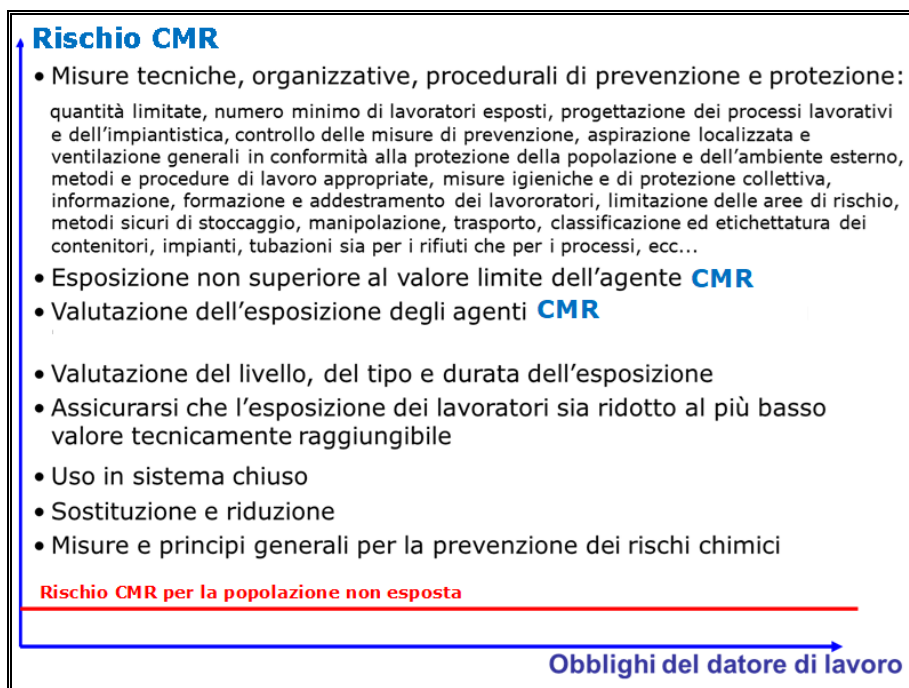 Rischio CMR
• Misure tecniche, organizzative, procedurali di prevenzione e protezione:
quantità limitate, numero minimo di lavoratori esposti, progettazione dei processi lavorativi
e dell'impiantistica, controllo delle misure di prevenzione, aspirazione localizzata e
ventilazione generali in conformità alla protezione della popolazione e dell'ambiente esterno,
metodi e procedure di lavoro appropriate, misure igieniche e di protezione collettiva,
informazione, formazione e addestramento dei lavororatori, limitazione delle aree di rischio,
metodi sicuri di stoccaggio, manipolazione, trasporto, classificazione ed etichettatura dei
contenitori, impianti, tubazioni sia per i rifiuti che per i processi, ecc...
• Esposizione non superiore al valore limite dell'agente CMR
• Valutazione dell'esposizione degli agenti CMR
• Valutazione del livello, del tipo e durata dell'esposizione
• Assicurarsi che l'esposizione dei lavoratori sia ridotto al più basso
valore tecnicamente raggiungibile
• Uso in sistema chiuso
• Sostituzione e riduzione
• Misure e principi generali per la prevenzione dei rischi chimici
Rischio CMR per la popolazione non esposta
Obblighi del datore di lavoro